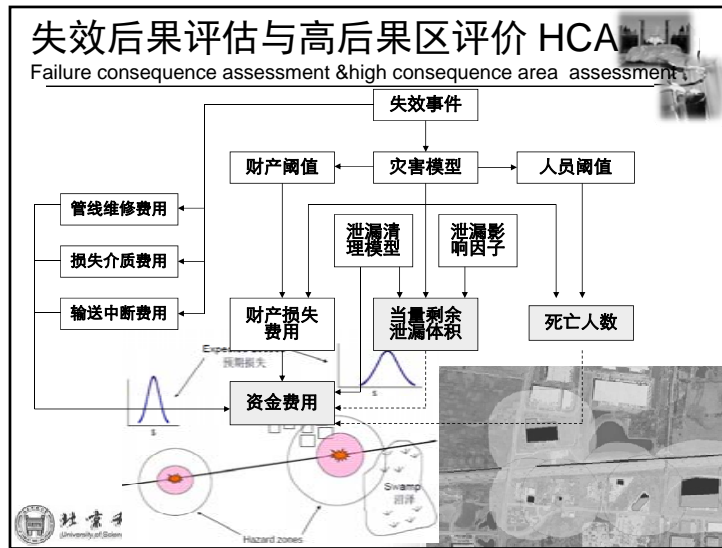 失效后果评估与高后果区评价 HCA
Failure consequence assessment &high consequence area assessment
失效事件
财产阈值
灾害模型
人员阈值
管线维修费用
泄漏清
理模型
泄漏影
响因子
损失介质费用
输送中断费用
财产损失
费用
当量剩余
泄漏体积
死亡人数
预期损失
资金费用
$
$
Swamp
沼泽
Hazard zones